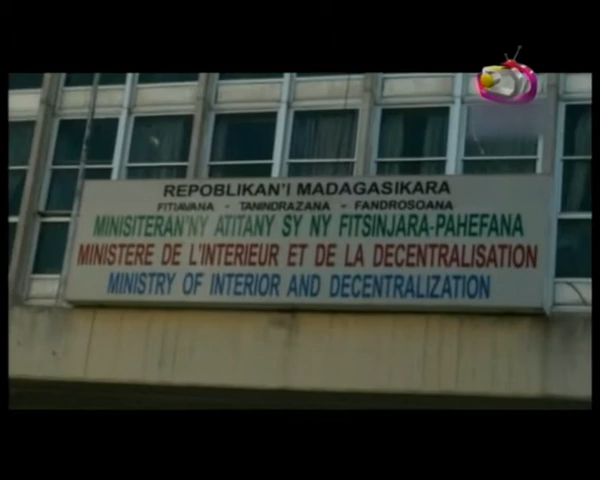 REPOBLIKAN'I MADAGASIKARA
FITIAVANA - TANINDRAZANA - FANDROSOANA
MINISITERAN'NY ATITANY SY NY FITSINJARA-PAHEFANA
MINISTERE DE L'INTERIEUR ET DE LA DECENTRALISATION
MINISTRY OF INTERIOR AND DECENTRALIZATION